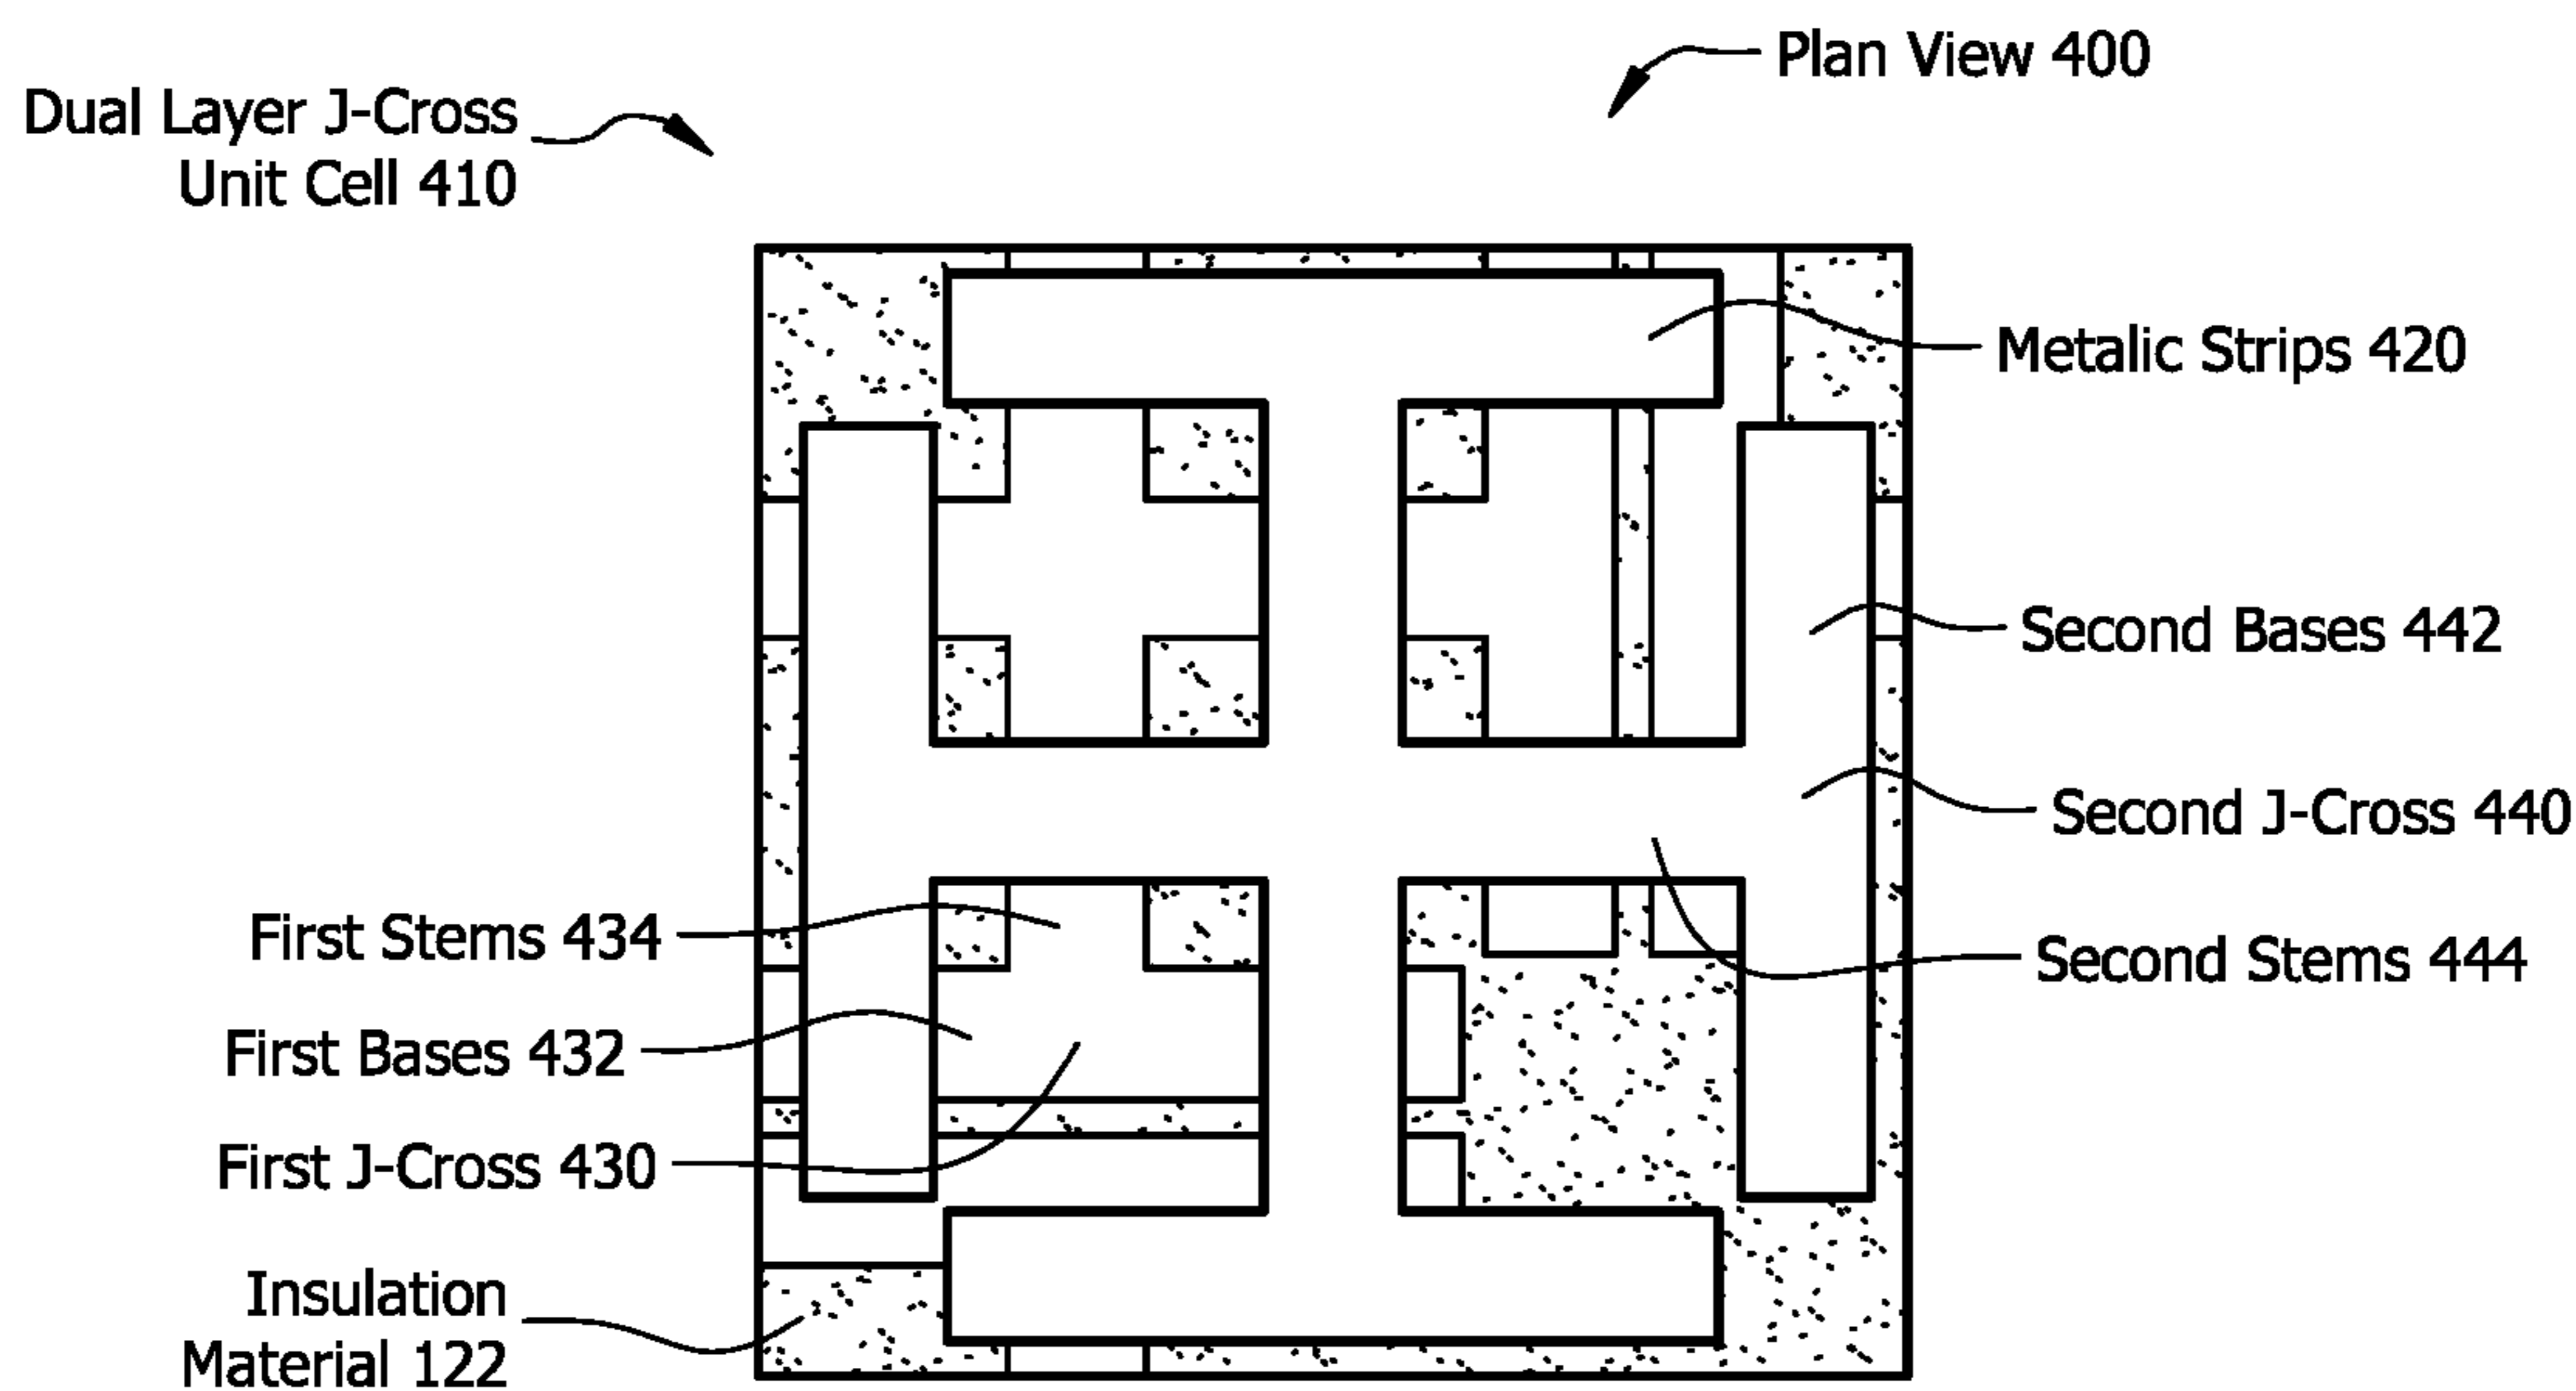 Plan View 400
Dual Layer J-Cross
Unit Cell 410
Metalic Strips 420
Second Bases 442
Second J-Cross 440
First Stems 434
Second Stems 444
First Bases 432
First J-Cross 430
Insulation
Material 122